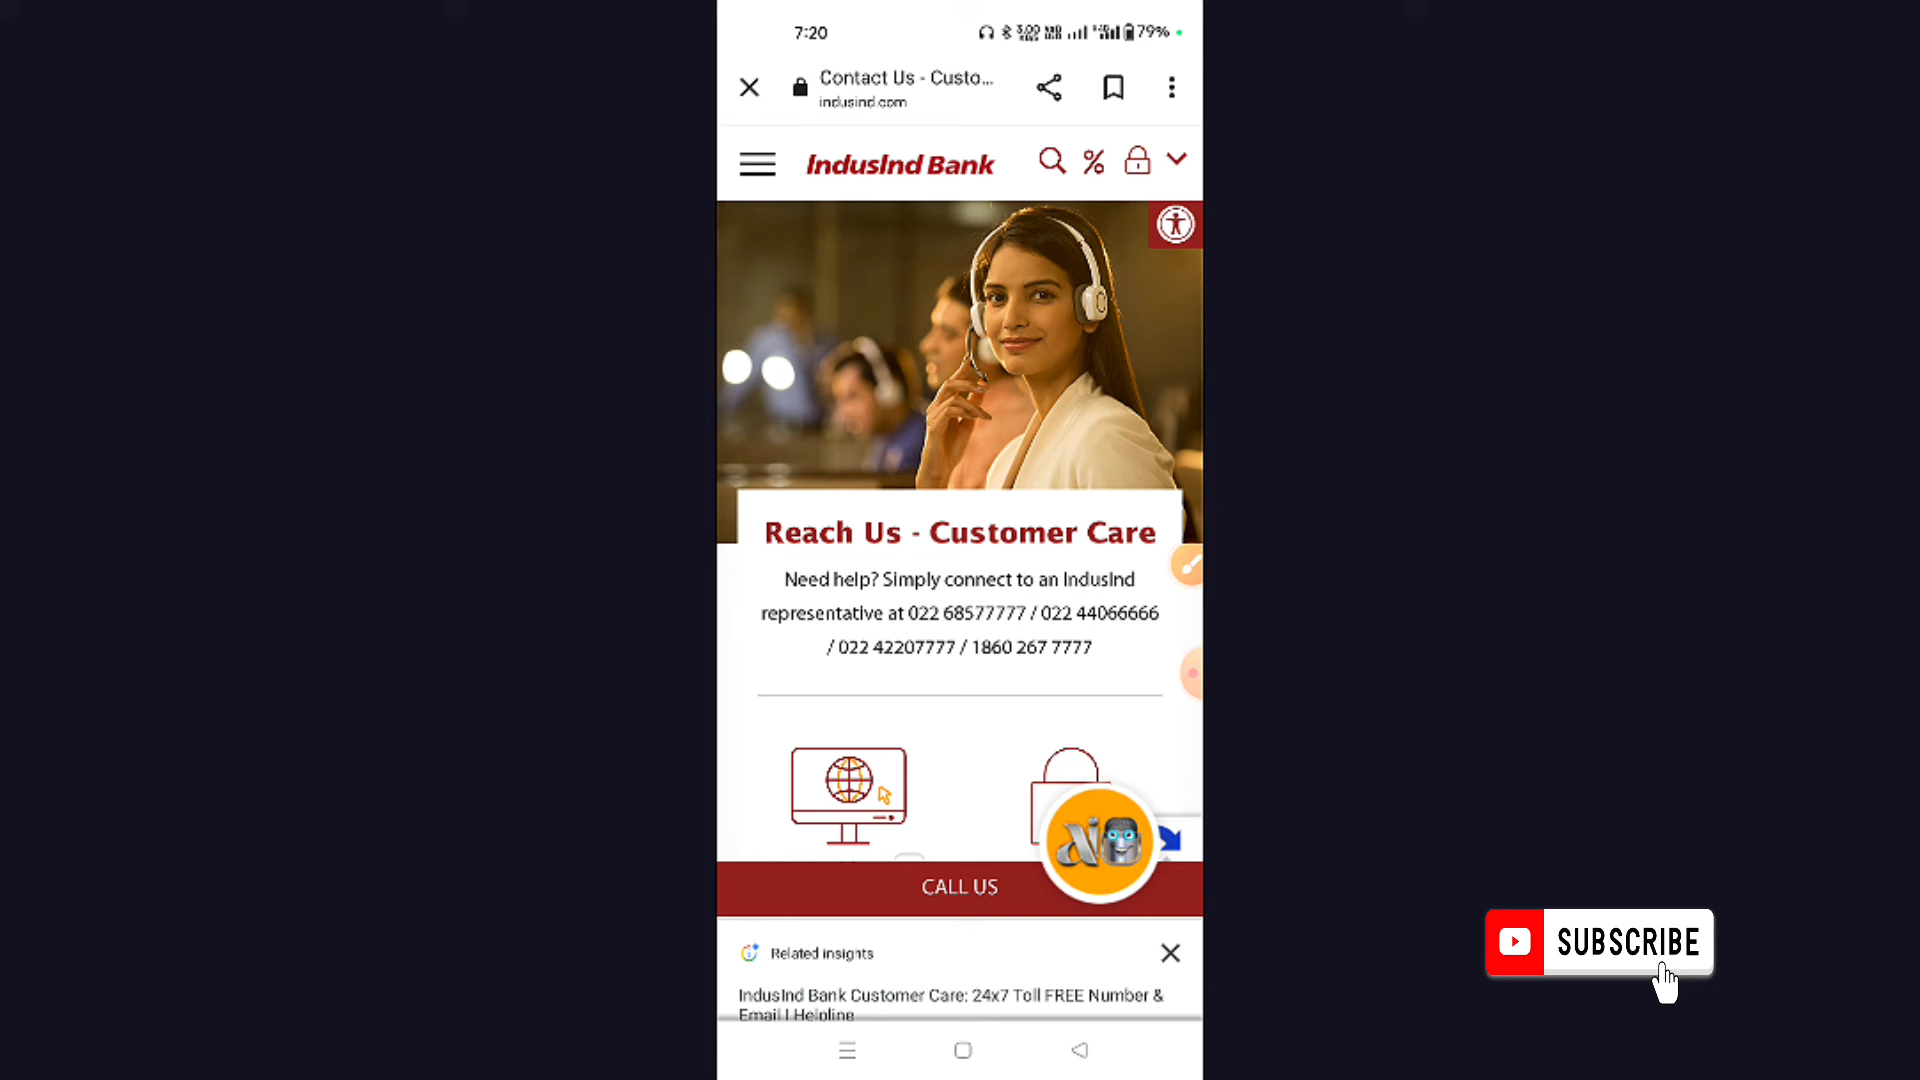 7:20
79%
Contact Us - Custo...
indusind.com
IndusInd Bank
Reach Us - Customer Care
Need help? Simply connect to an IndusInd
representative at 022 68577777 / 022 44066666
/ 022 42207777 / 1860 267 7777
ai
CALL US
Related insights
IndusInd Bank Customer Care: 24x7 Toll FREE Number &
Email | Helpline
SUBSCRIBE